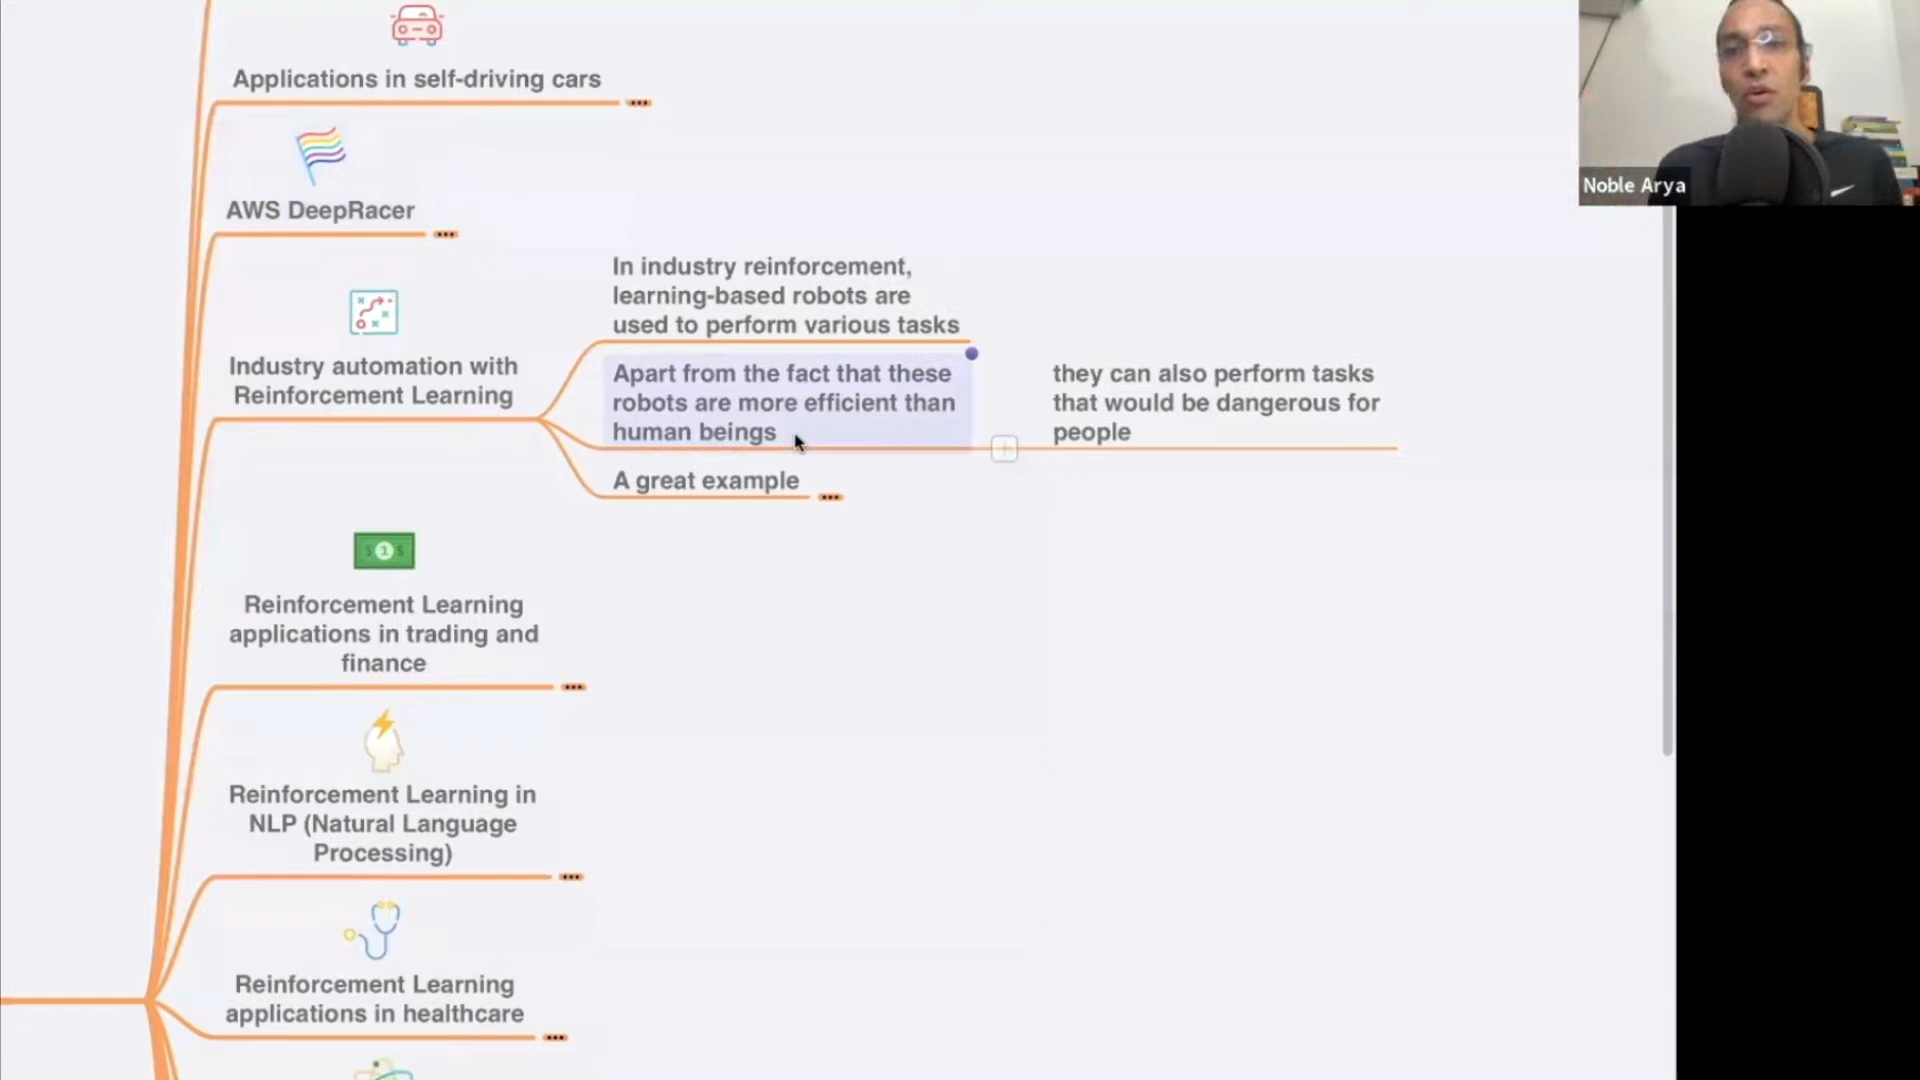 Applications in self-driving cars
AWS DeepRacer
Industry automation with
Reinforcement Learning
In industry reinforcement,
learning-based robots are
used to perform various tasks
Apart from the fact that these
robots are more efficient than
human beings
they can also perform tasks
that would be dangerous for
people
A great example
$ 1 $
Reinforcement Learning
applications in trading and
finance
Reinforcement Learning in
NLP (Natural Language
Processing)
Reinforcement Learning
applications in healthcare
Noble Arya